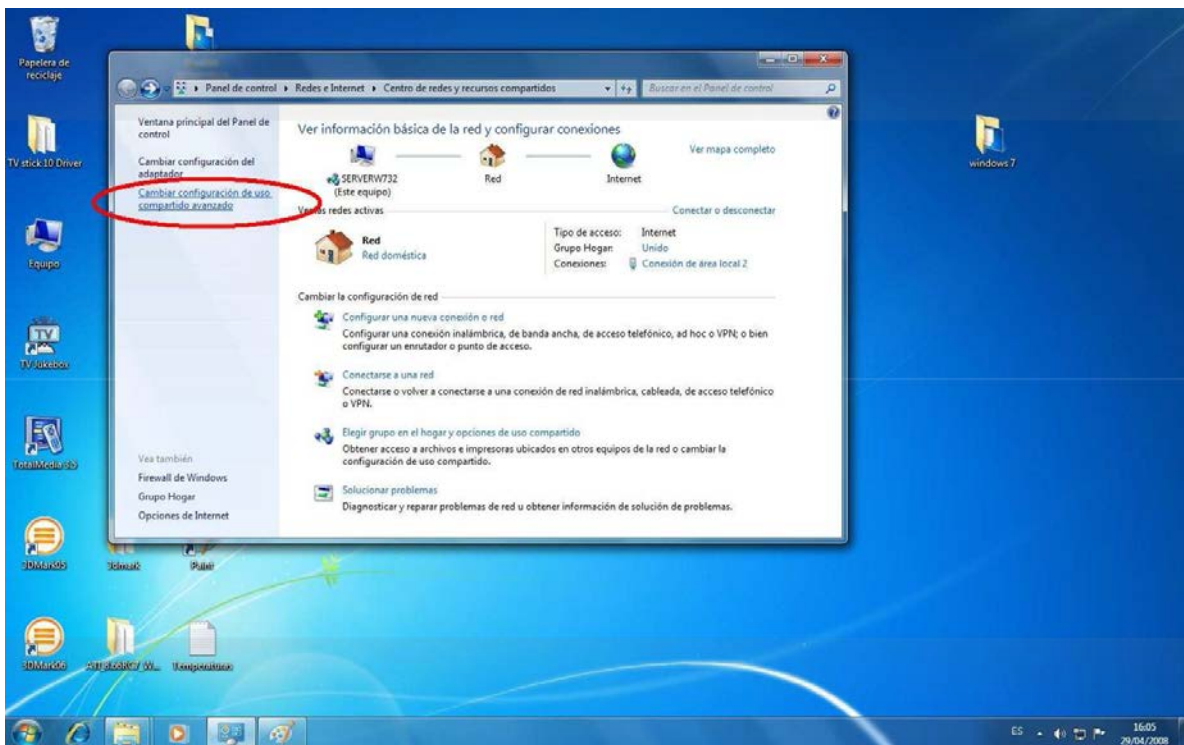 Papelera de
reciclaje
TV stick 10 Driver
Equipo
TV Jukebox
3DMark05
3dmark
Paint
3DMark06
Temperaturas
windows 7
Panel de control ▸ Redes e Internet ▸ Centro de redes y recursos compartidos
Buscar en el Panel de control
Ventana principal del Panel de
control
Cambiar configuración del
adaptador
Cambiar configuración de uso
compartido avanzado
Vea también
Firewall de Windows
Grupo Hogar
Opciones de Internet
Ver información básica de la red y configurar conexiones
SERVERW732
(Este equipo)
Red
Internet
Ver mapa completo
redes activas
Conectar o desconectar
Red
Red doméstica
Tipo de acceso: Internet
Grupo Hogar: Unido
Conexiones: Conexión de área local 2
Cambiar la configuración de red
Configurar una nueva conexión o red
Configurar una conexión inalámbrica, de banda ancha, de acceso telefónico, ad hoc o VPN; o bien
configurar un enrutador o punto de acceso.
Conectarse a una red
Conectarse o volver a conectarse a una conexión de red inalámbrica, cableada, de acceso telefónico
o VPN.
Elegir grupo en el hogar y opciones de uso compartido
Obtener acceso a archivos e impresoras ubicados en otros equipos de la red o cambiar la
configuración de uso compartido.
Solucionar problemas
Diagnosticar y reparar problemas de red u obtener información de solución de problemas.
ES
16:05
29/04/2008